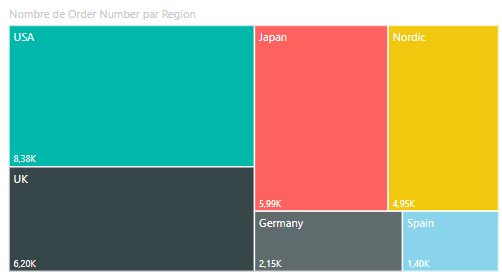 Nombre de Order Number par Region
USA
8,38K
UK
6,20K
Japan
5,99K
Nordic
4,95K
Germany
2,15K
Spain
1,40K